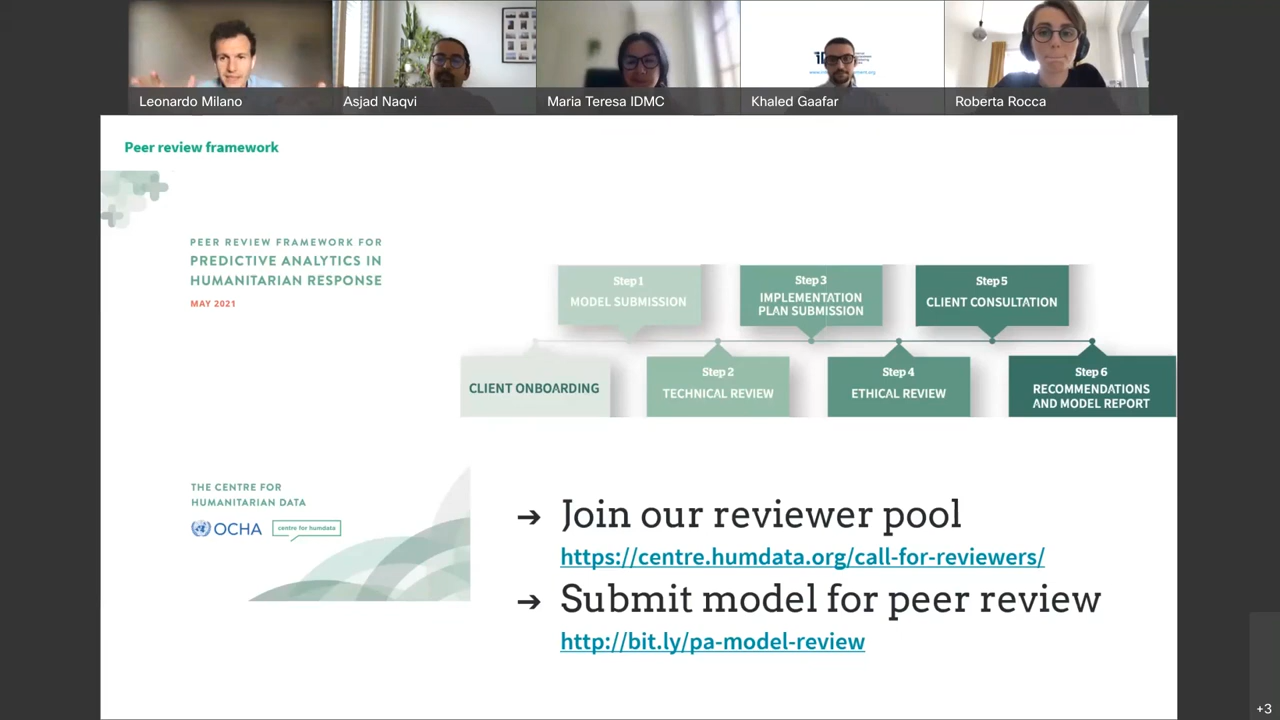 Leonardo Milano
Asjad Naqvi
Maria Teresa IDMC
Khaled Gaafar
Roberta Rocca
Peer review framework
PEER REVIEW FRAMEWORK FOR
PREDICTIVE ANALYTICS IN
HUMANITARIAN RESPONSE
MAY 2021
Step 1
MODEL SUBMISSION
Step 3
IMPLEMENTATION
PLAN SUBMISSION
Step 5
CLIENT CONSULTATION
CLIENT ONBOARDING
Step 2
TECHNICAL REVIEW
Step 4
ETHICAL REVIEW
Step 6
RECOMMENDATIONS
AND MODEL REPORT
THE CENTRE FOR
HUMANITARIAN DATA
OCHA
centre for humdata
➔ Join our reviewer pool
https://centre.humdata.org/call-for-reviewers/
➔ Submit model for peer review
http://bit.ly/pa-model-review
+3